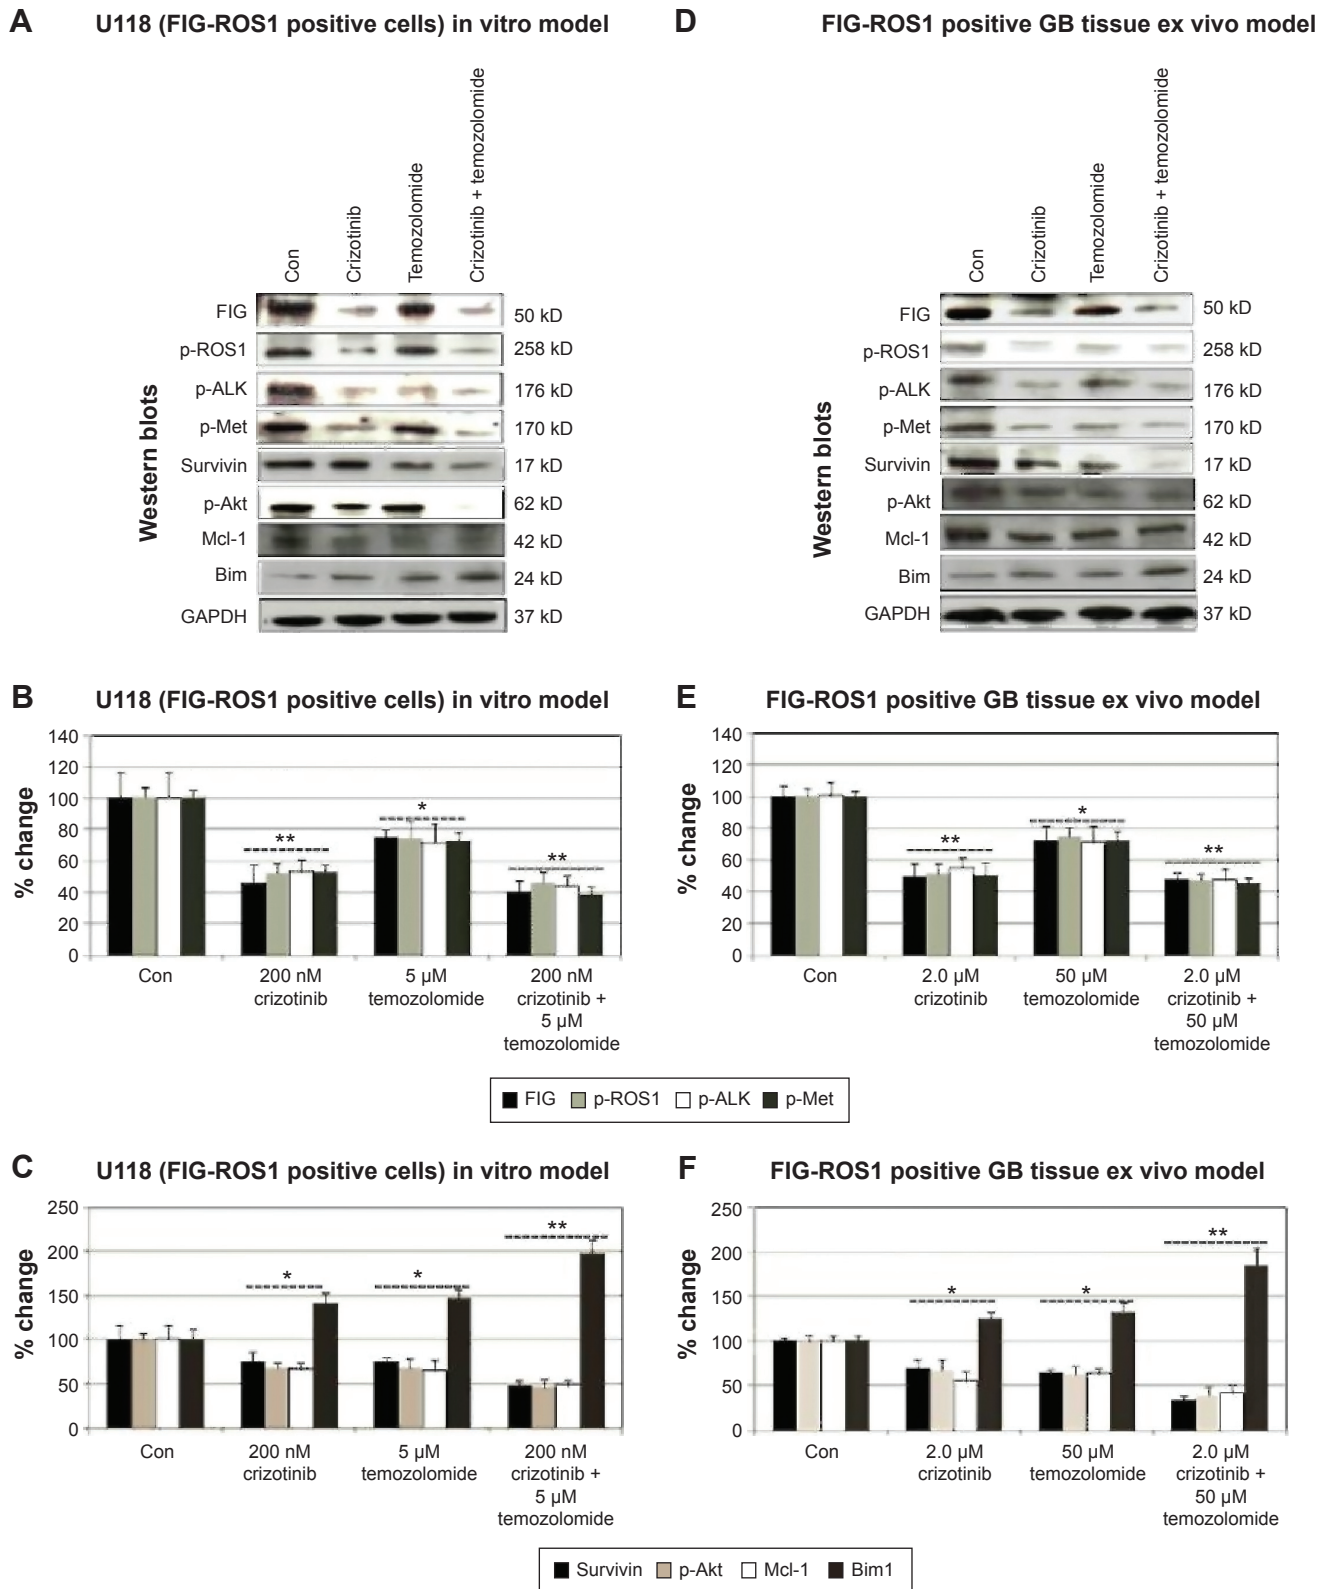 A U118 (FIG-ROS1 positive cells) in vitro model
Con
Crizotinib
Temozolomide
Crizotinib + temozolomide
Western blots
FIG 50 kD
p-ROS1 258 kD
p-ALK 176 kD
p-Met 170 kD
Survivin 17 kD
p-Akt 62 kD
Mcl-1 42 kD
Bim 24 kD
GAPDH 37 kD
D FIG-ROS1 positive GB tissue ex vivo model
Con
Crizotinib
Temozolomide
Crizotinib + temozolomide
Western blots
FIG 50 kD
p-ROS1 258 kD
p-ALK 176 kD
p-Met 170 kD
Survivin 17 kD
p-Akt 62 kD
Mcl-1 42 kD
Bim 24 kD
GAPDH 37 kD
B U118 (FIG-ROS1 positive cells) in vitro model
% change
140
120
100
80
60
40
20
0
**
*
**
Con
200 nM
crizotinib
5 µM
temozolomide
200 nM
crizotinib +
5 µM
temozolomide
E FIG-ROS1 positive GB tissue ex vivo model
% change
140
120
100
80
60
40
20
0
**
*
**
Con
2.0 µM
crizotinib
50 µM
temozolomide
2.0 µM
crizotinib +
50 µM
temozolomide
FIG p-ROS1 p-ALK p-Met
C U118 (FIG-ROS1 positive cells) in vitro model
% change
250
200
150
100
50
0
*
*
**
Con
200 nM
crizotinib
5 µM
temozolomide
200 nM
crizotinib +
5 µM
temozolomide
F FIG-ROS1 positive GB tissue ex vivo model
% change
250
200
150
100
50
0
*
*
**
Con
2.0 µM
crizotinib
50 µM
temozolomide
2.0 µM
crizotinib +
50 µM
temozolomide
Survivin p-Akt Mcl-1 Bim1